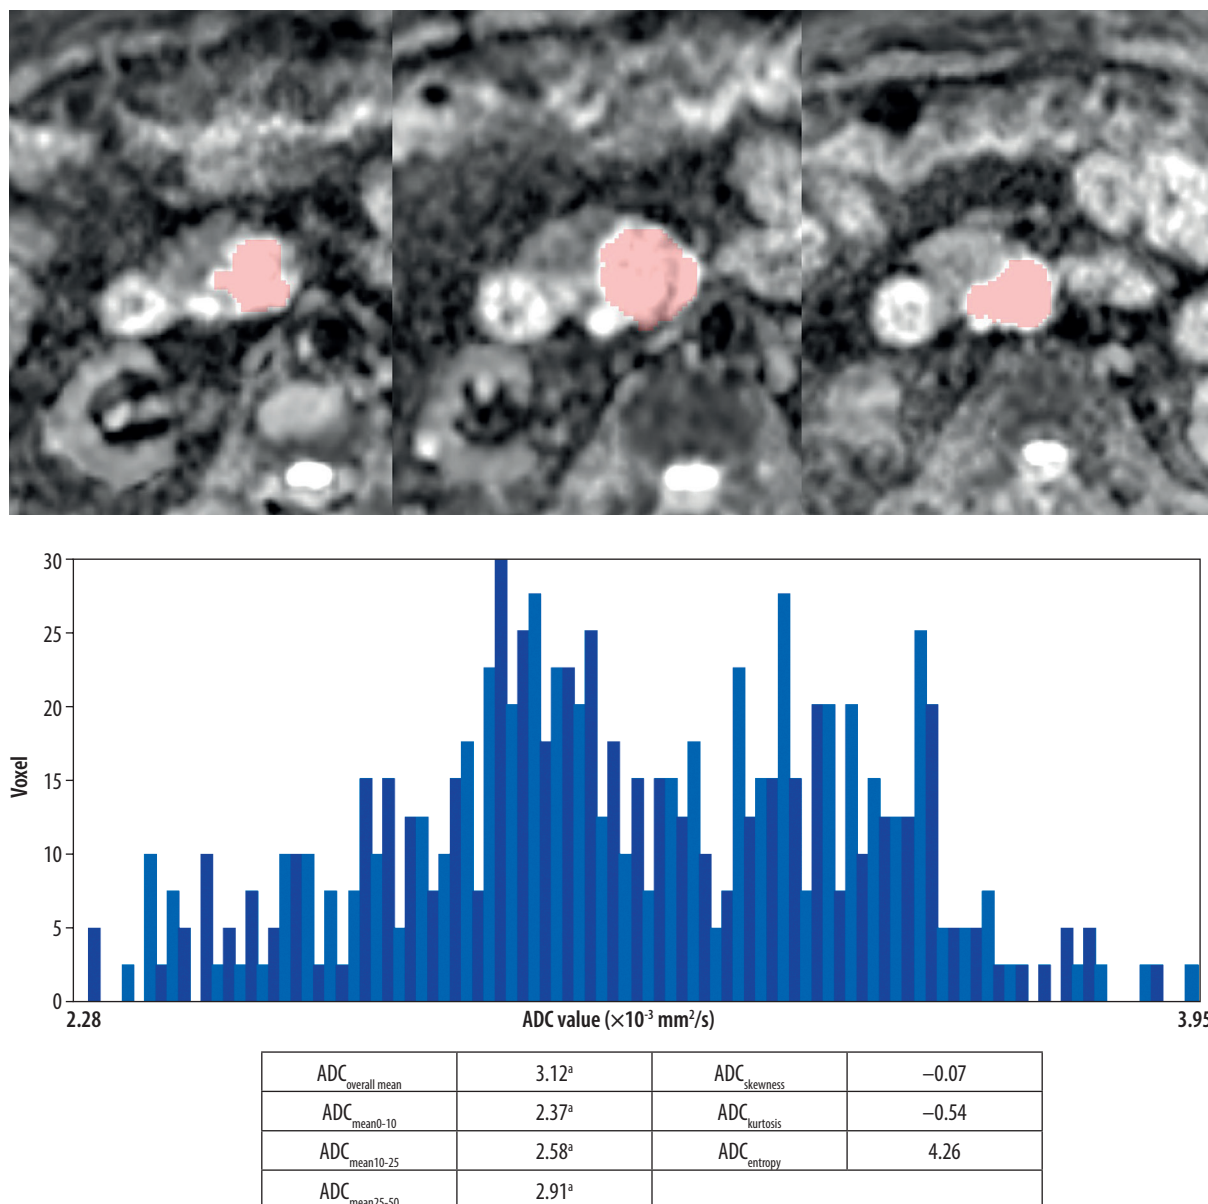 30
25
20
15
10
5
0
Voxel
2.28 ADC value (×10-3 mm2/s) 3.95
ADCoverall mean 3.12a ADCskewness −0.07
ADCmean0-10 2.37a ADCkurtosis −0.54
ADCmean10-25 2.58a ADCentropy 4.26
ADCmean25-50 2.91a